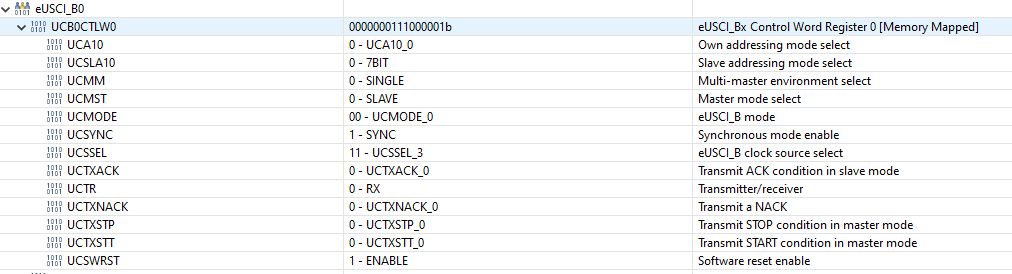 eUSCI_B0
UCB0CTLW0 0000000111000001b eUSCI_Bx Control Word Register 0 [Memory Mapped]
UCA10 0 - UCA10_0 Own addressing mode select
UCSLA10 0 - 7BIT Slave addressing mode select
UCMM 0 - SINGLE Multi-master environment select
UCMST 0 - SLAVE Master mode select
UCMODE 00 - UCMODE_0 eUSCI_B mode
UCSYNC 1 - SYNC Synchronous mode enable
UCSSEL 11 - UCSSEL_3 eUSCI_B clock source select
UCTXACK 0 - UCTXACK_0 Transmit ACK condition in slave mode
UCTR 0 - RX Transmitter/receiver
UCTXNACK 0 - UCTXNACK_0 Transmit a NACK
UCTXSTP 0 - UCTXSTP_0 Transmit STOP condition in master mode
UCTXSTT 0 - UCTXSTT_0 Transmit START condition in master mode
UCSWRST 1 - ENABLE Software reset enable